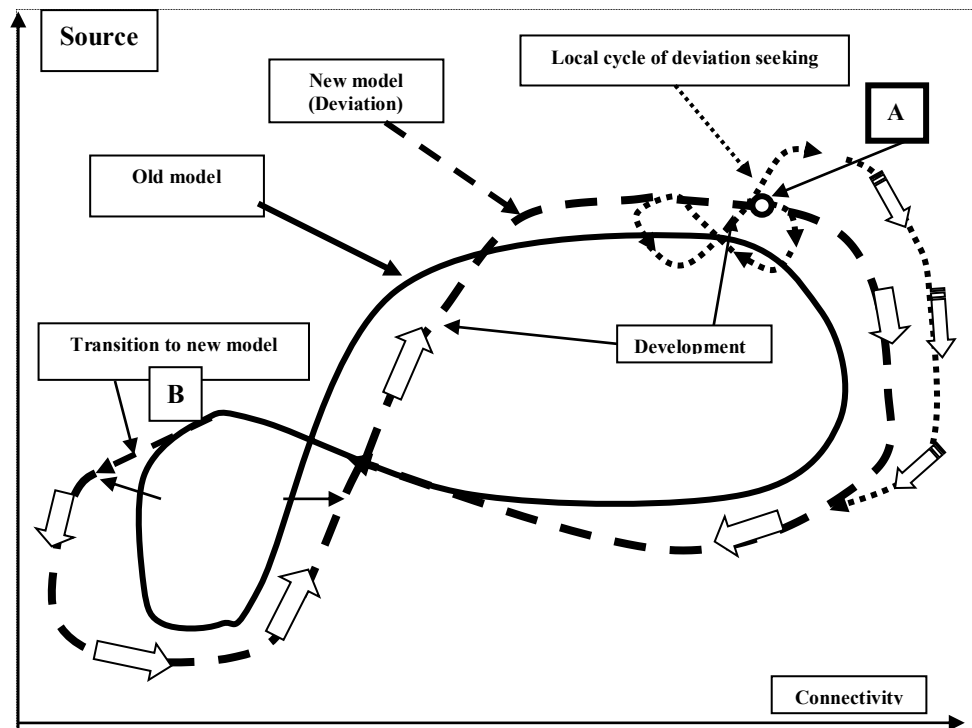 Source
Local cycle of deviation seeking
New model
(Deviation)
A
Old model
Development
Transition to new model
B
Connectivity